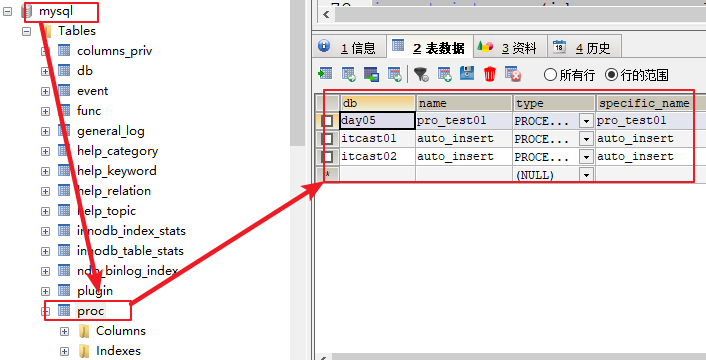 mysql
Tables
columns_priv
db
event
func
general_log
help_category
help_keyword
help_relation
help_topic
innodb_index_stats
innodb_table_stats
ndb_binlog_index
plugin
proc
Columns
Indexes
1 信息 2 表数据 3 资料 4 历史
所有行 行的范围
db name type specific_name
day05 pro_test01 PROCE... pro_test01
itcast01 auto_insert PROCE... auto_insert
itcast02 auto_insert PROCE... auto_insert
* (NULL)